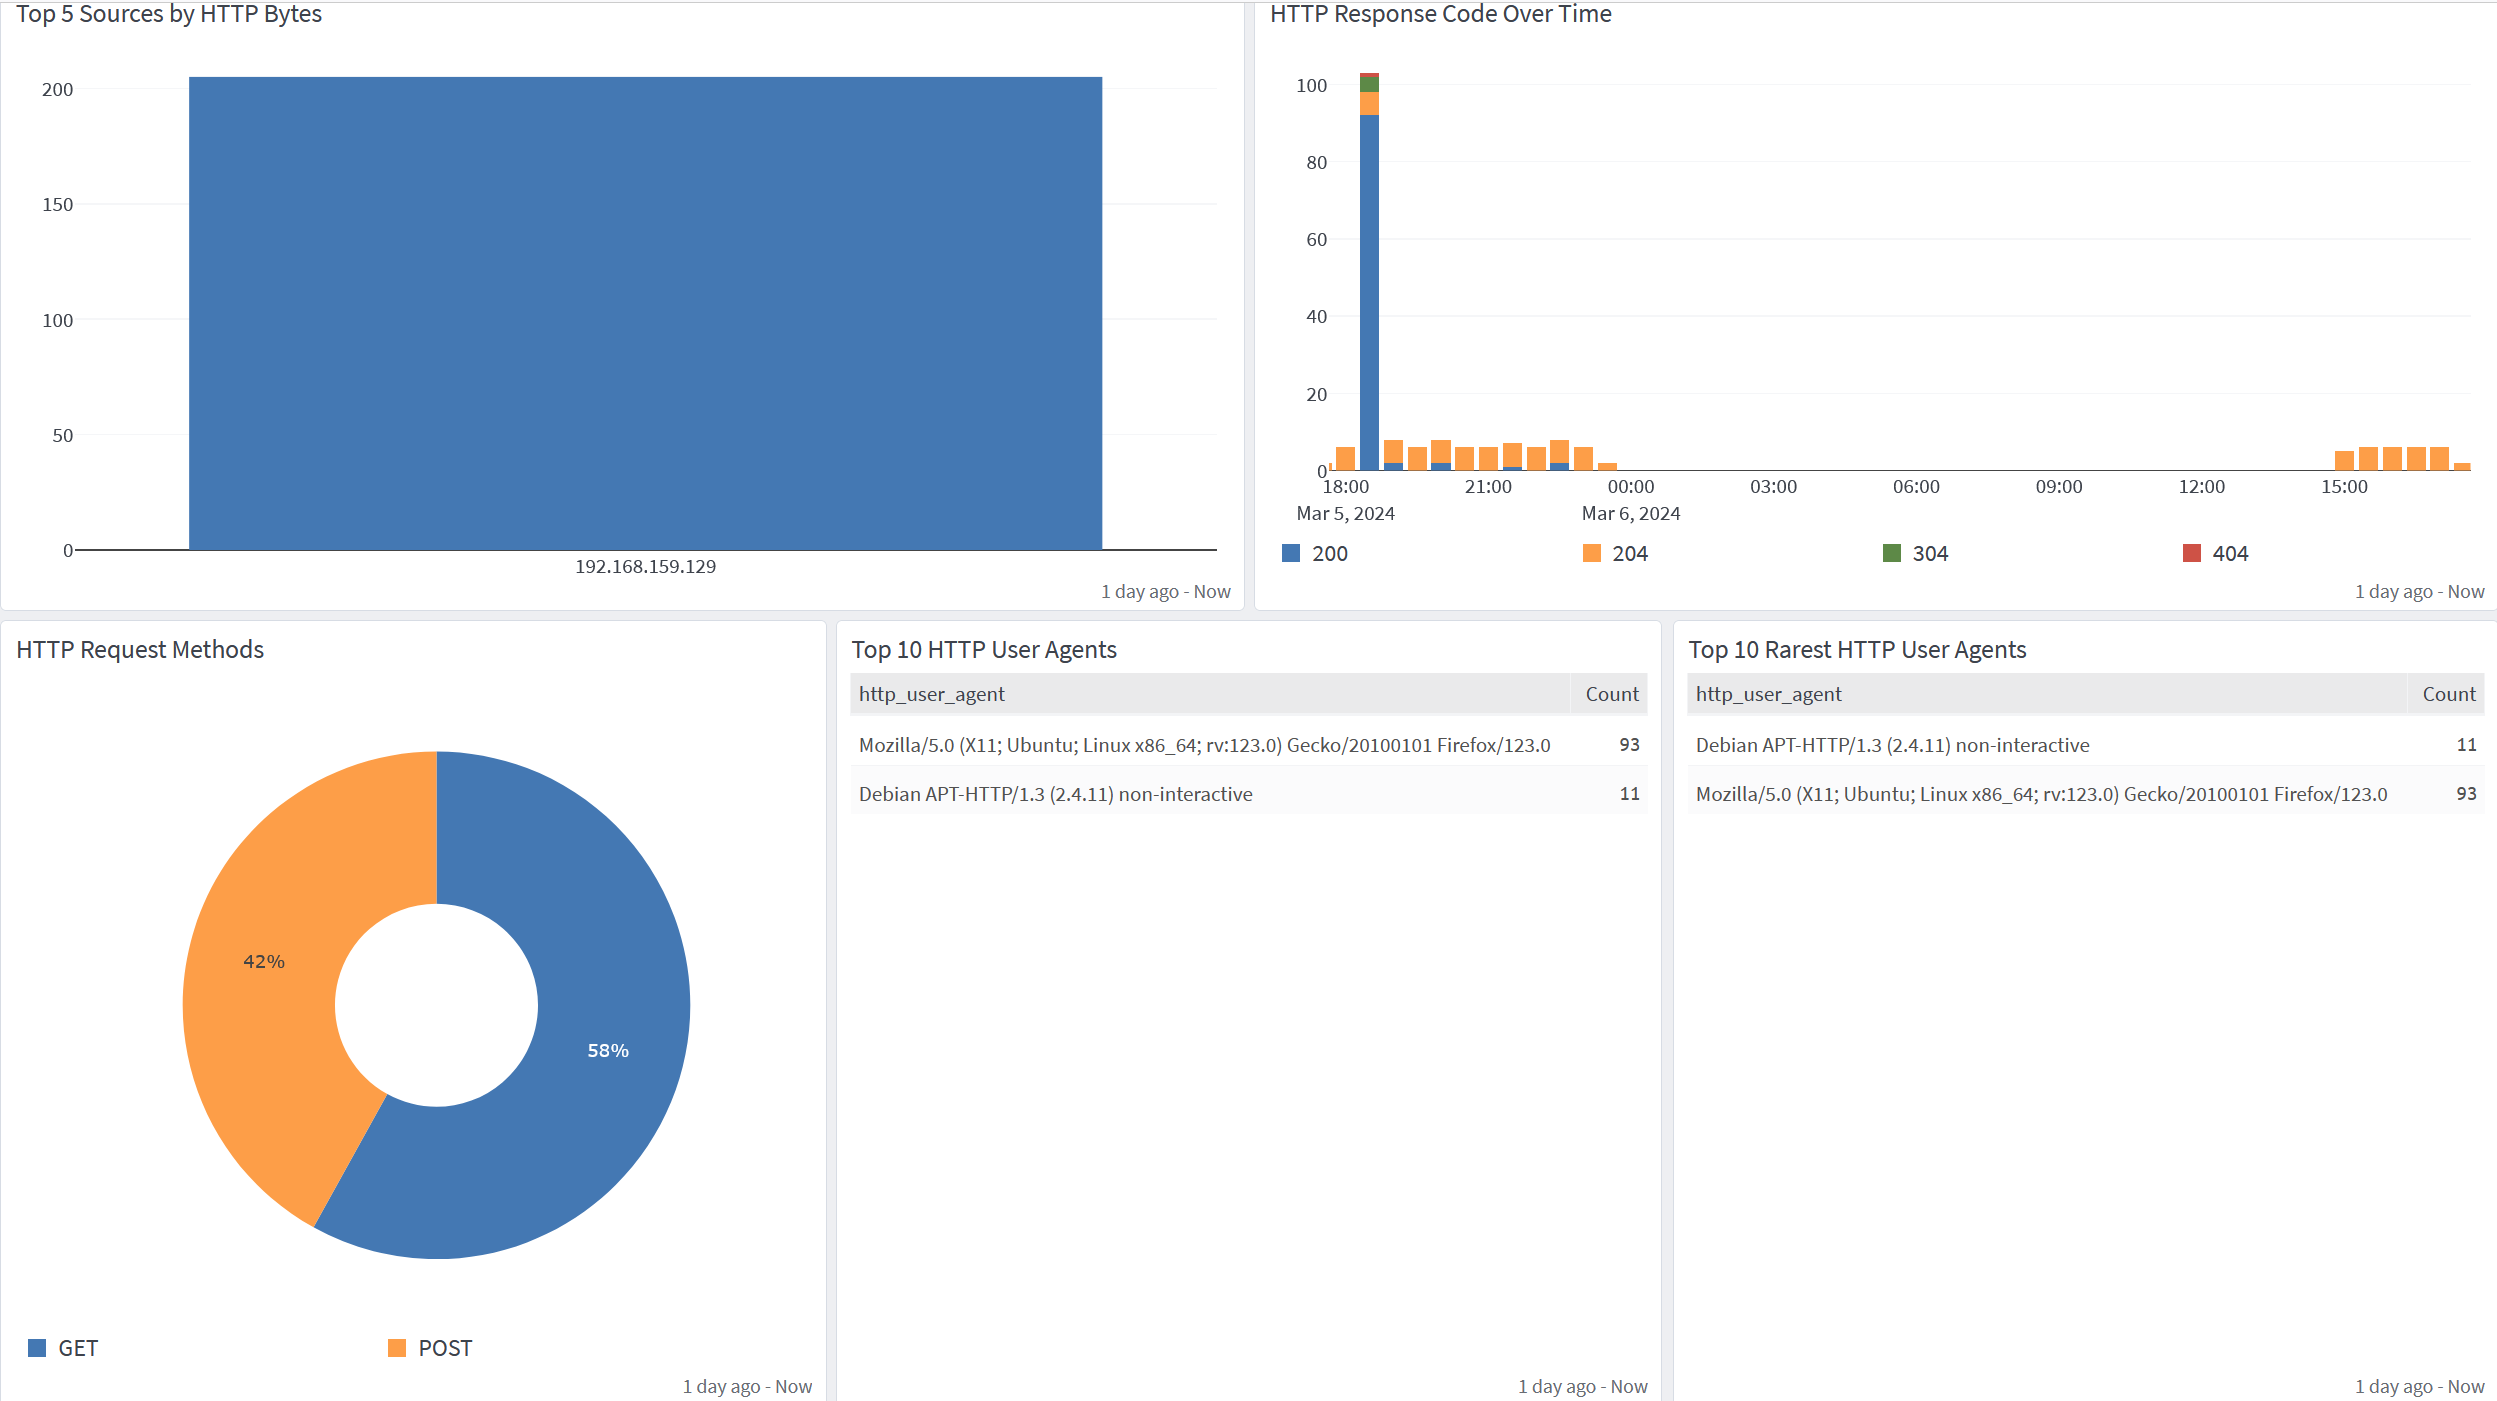 Top 5 Sources by HTTP Bytes
200
150
100
50
0
192.168.159.129
1 day ago - Now
HTTP Response Code Over Time
100
80
60
40
20
0
18:00 21:00 00:00 03:00 06:00 09:00 12:00 15:00
Mar 5, 2024 Mar 6, 2024
200 204 304 404
1 day ago - Now
HTTP Request Methods
42%
58%
GET POST
1 day ago - Now
Top 10 HTTP User Agents
http_user_agent Count
Mozilla/5.0 (X11; Ubuntu; Linux x86_64; rv:123.0) Gecko/20100101 Firefox/123.0 93
Debian APT-HTTP/1.3 (2.4.11) non-interactive 11
1 day ago - Now
Top 10 Rarest HTTP User Agents
http_user_agent Count
Debian APT-HTTP/1.3 (2.4.11) non-interactive 11
Mozilla/5.0 (X11; Ubuntu; Linux x86_64; rv:123.0) Gecko/20100101 Firefox/123.0 93
1 day ago - Now